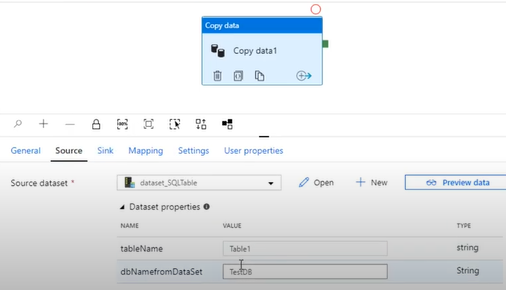 Copy data
Copy data1
100%
General Source Sink Mapping Settings User properties
Source dataset * dataset_SQLTable Open New Preview data
Dataset properties
NAME VALUE TYPE
tableName Table1 string
dbNamefromDataSet TestDB String